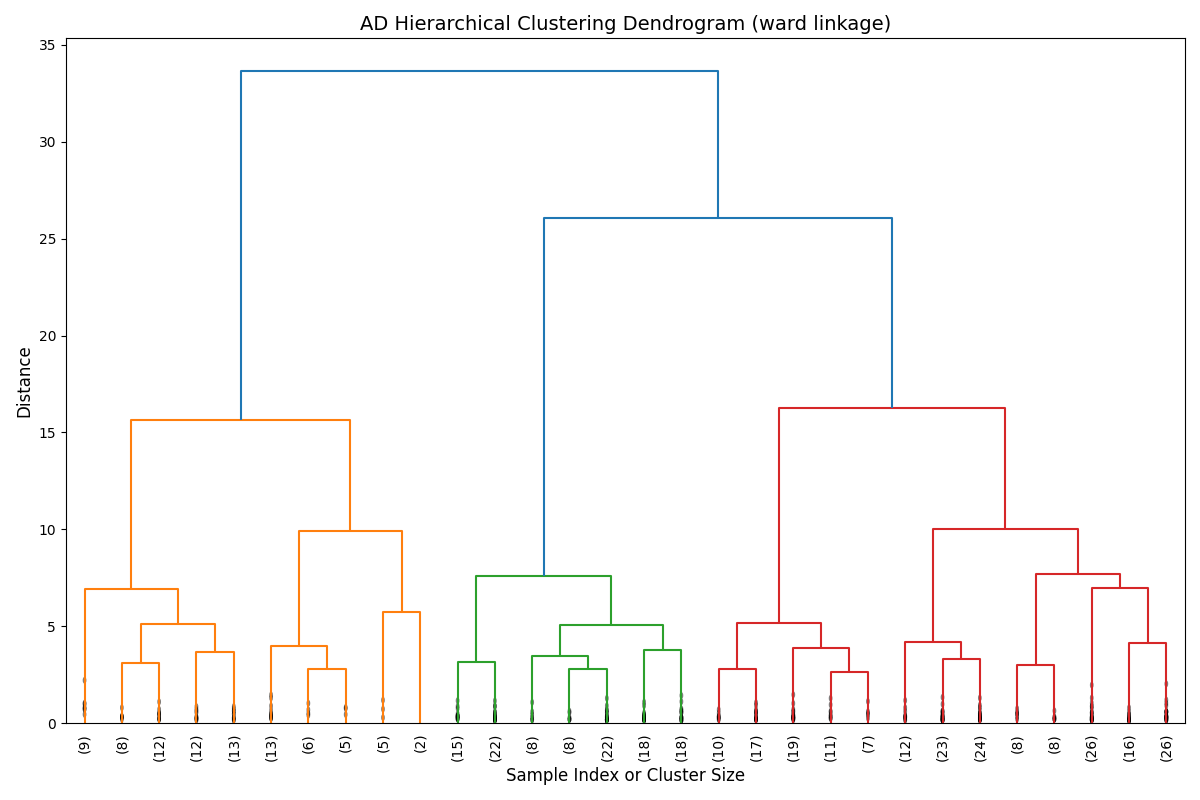 AD Hierarchical Clustering Dendrogram (ward linkage)
35
30
25
20
15
10
5
0
Distance
(9) (8) (12) (12) (13) (13) (6) (5) (5) (2) (15) (22) (8) (8) (22) (18) (18) (10) (17) (19) (11) (7) (12) (23) (24) (8) (8) (26) (16) (26)
Sample Index or Cluster Size